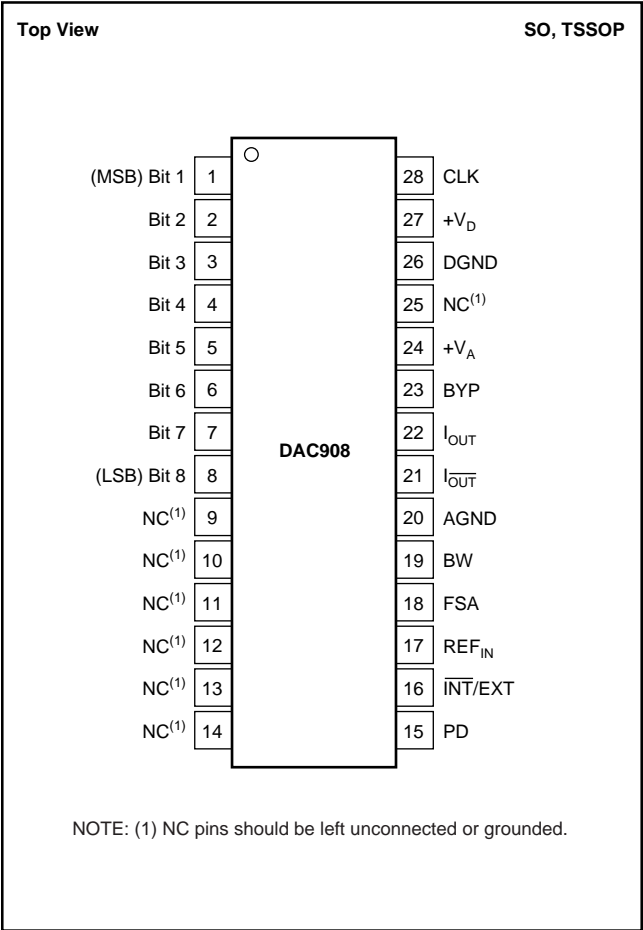 Top View SO, TSSOP
(MSB) Bit 1 1 28 CLK
Bit 2 2 27 +V_D
Bit 3 3 26 DGND
Bit 4 4 25 NC(1)
Bit 5 5 24 +V_A
Bit 6 6 23 BYP
Bit 7 7 22 I_OUT
DAC908
(LSB) Bit 8 8 21 I_O̅U̅T̅
NC(1) 9 20 AGND
NC(1) 10 19 BW
NC(1) 11 18 FSA
NC(1) 12 17 REF_IN
NC(1) 13 16 I̅N̅T̅/EXT
NC(1) 14 15 PD
NOTE: (1) NC pins should be left unconnected or grounded.